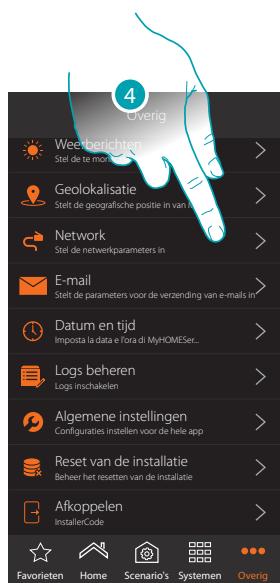 4
Overig
Weerberichten
Stel de te mon
Geolokalisatie
Stelt de geografische positie in van
Network
Stel de netwerkparameters in
E-mail
Stelt de parameters voor de verzending van e-mails in
Datum en tijd
Imposta la data e l'ora di MyHOMESer...
Logs beheren
Logs inschakelen
Algemene instellingen
Configuraties instellen voor de hele app
Reset van de installatie
Beheer het resetten van de installatie
Afkoppelen
InstallerCode
Favorieten Home Scenario's Systemen Overig